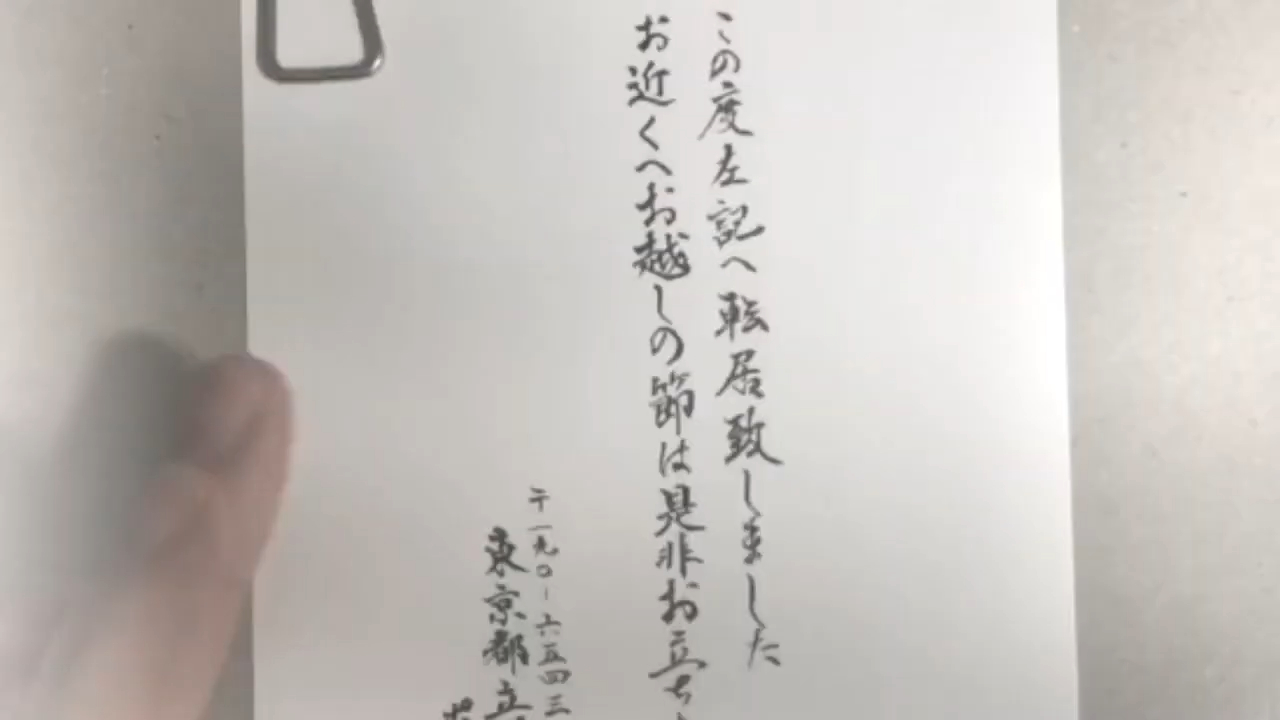 この度左記へ転居致しました
お近くへお越しの節は是非お立ち
〒一九〇-六五四三
東京都立